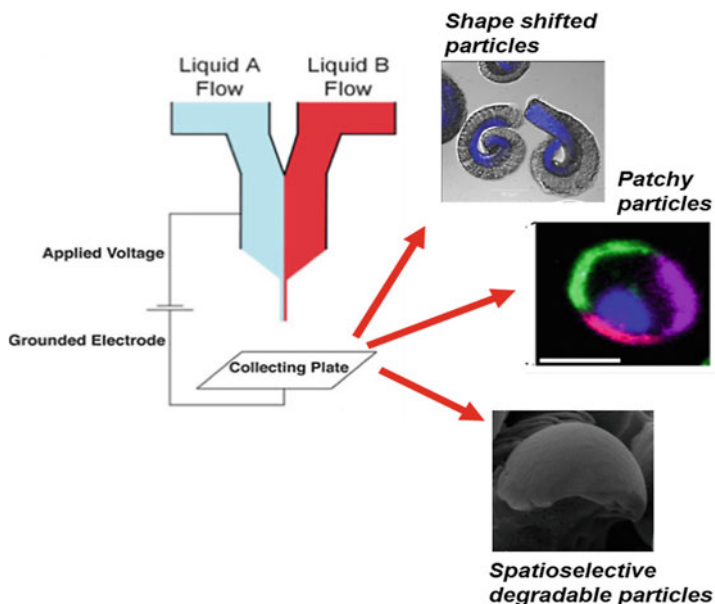 Shape shifted
particles
Liquid A
Flow
Liquid B
Flow
Patchy
particles
Applied Voltage
Grounded Electrode
Collecting Plate
Spatioselective
degradable particles